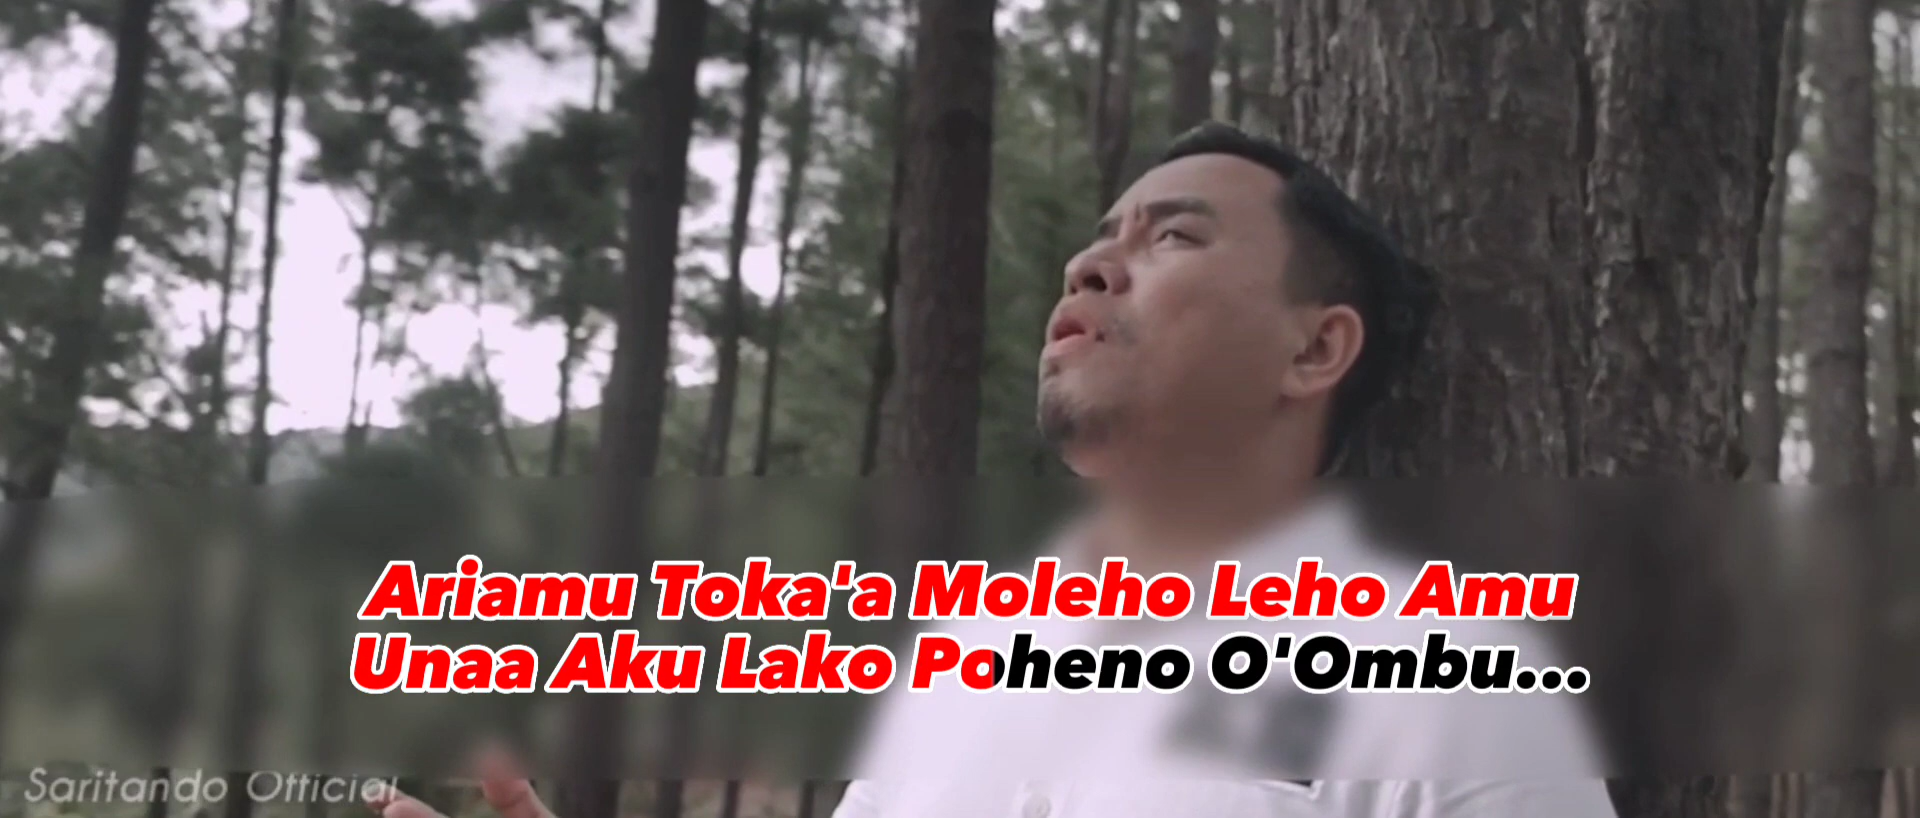 Ariamu Toka'a Moleho Leho Amu
Unaa Aku Lako Poheno O'Ombu...
Saritando Official